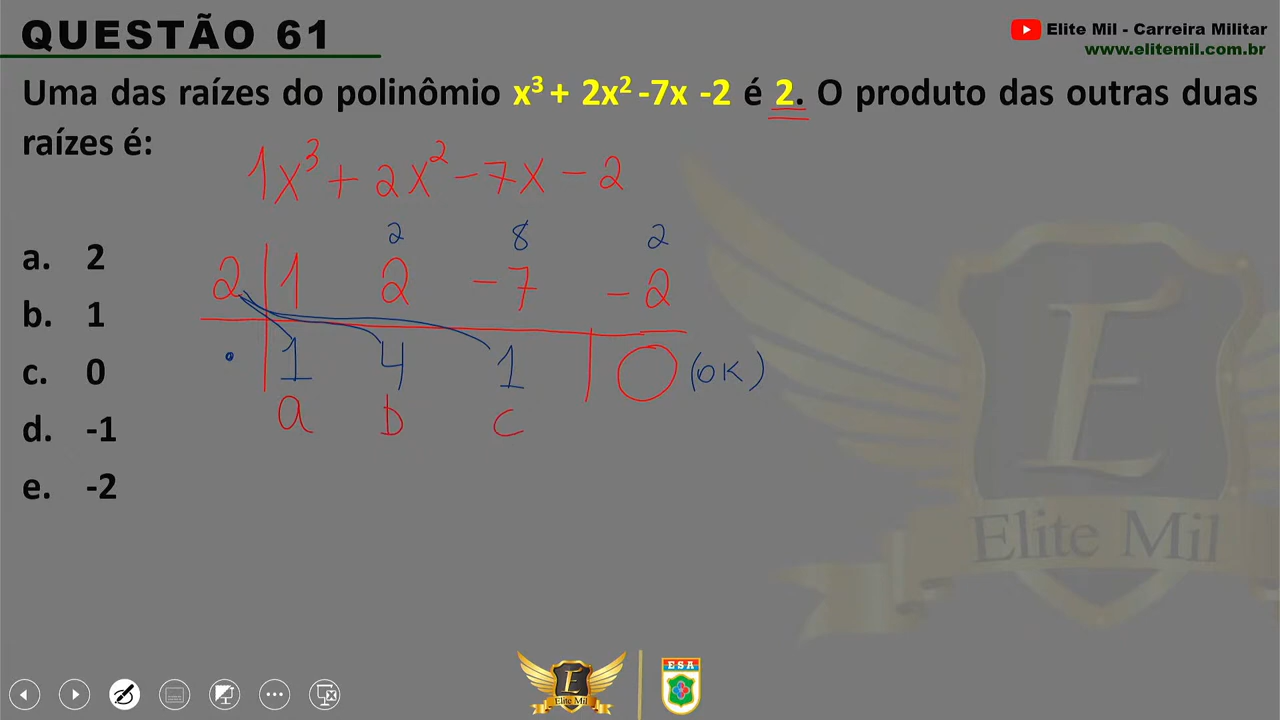 QUESTÃO 61
Elite Mil - Carreira Militar
www.elitemil.com.br
Uma das raízes do polinômio x³ + 2x² -7x -2 é 2. O produto das outras duas
raízes é:
1x³ + 2x² - 7x - 2
2 8 2
2 1 2 -7 -2
1 4 1 0 (OK)
a b c
a. 2
b. 1
c. 0
d. -1
e. -2
E
Elite Mil
E
Elite Mil
ESA